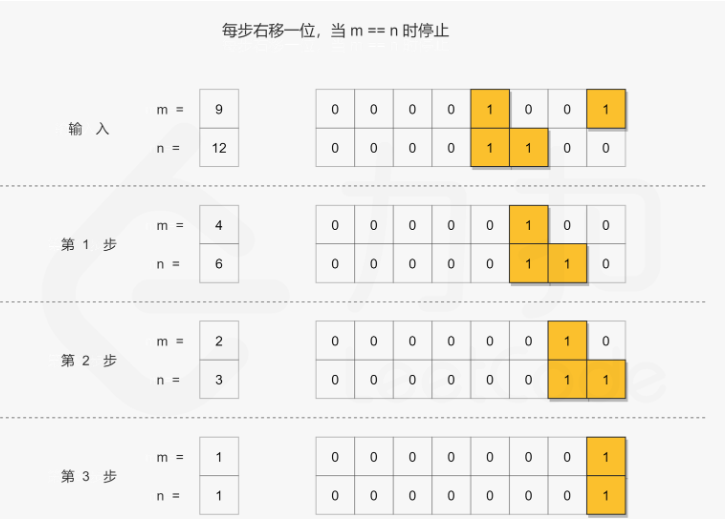 每步右移一位，当 m == n 时停止
m = 9 0 0 0 0 1 0 0 1
输 入
n = 12 0 0 0 0 1 1 0 0
m = 4 0 0 0 0 0 1 0 0
第 1 步
n = 6 0 0 0 0 0 1 1 0
m = 2 0 0 0 0 0 0 1 0
第 2 步
n = 3 0 0 0 0 0 0 1 1
m = 1 0 0 0 0 0 0 0 1
第 3 步
n = 1 0 0 0 0 0 0 0 1
力扣
LeetCode